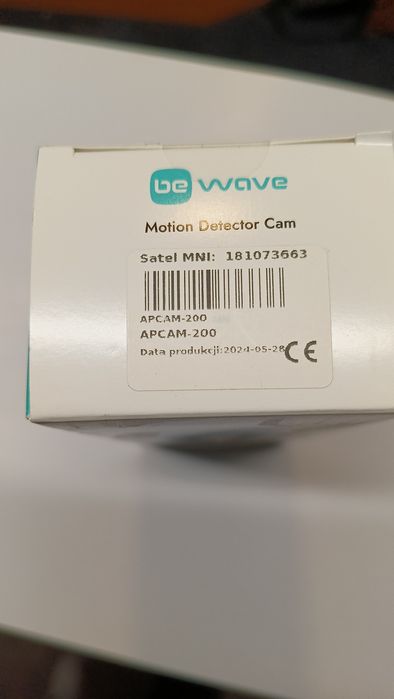 be wave
Motion Detector Cam
Satel MNI: 181073663
APCAM-200
APCAM-200
Data produkcji:2024-05-28
CE